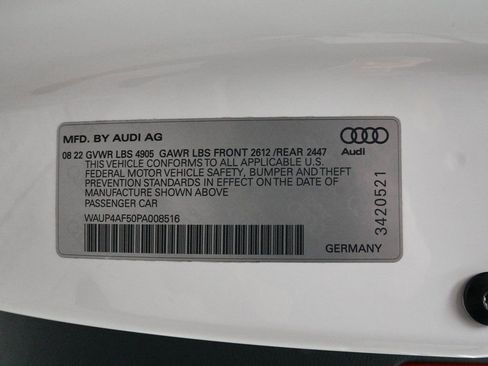 MFD. BY AUDI AG
08 22 GVWR LBS 4905 GAWR LBS FRONT 2612 /REAR 2447
THIS VEHICLE CONFORMS TO ALL APPLICABLE U.S.
FEDERAL MOTOR VEHICLE SAFETY, BUMPER AND THEFT
PREVENTION STANDARDS IN EFFECT ON THE DATE OF
MANUFACTURE SHOWN ABOVE
PASSENGER CAR
WAUP4AF50PA008516
Audi
3420521
GERMANY